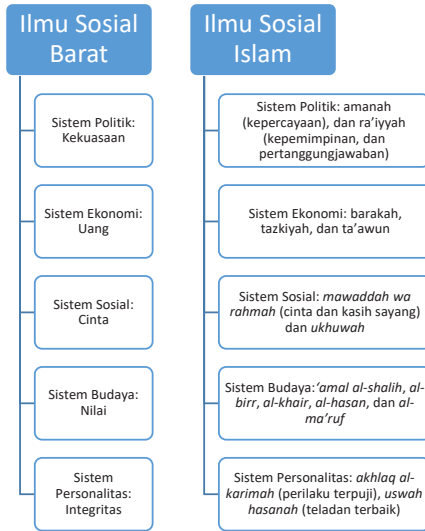 Ilmu Sosial
Barat
Sistem Politik:
Kekuasaan
Sistem Ekonomi:
Uang
Sistem Sosial:
Cinta
Sistem Budaya:
Nilai
Sistem
Personalitas:
Integritas
Ilmu Sosial
Islam
Sistem Politik: amanah
(kepercayaan), dan ra’iyyah
(kepemimpinan, dan
pertanggungjawaban)
Sistem Ekonomi: barakah,
tazkiyah, dan ta’awun
Sistem Sosial: mawaddah wa
rahmah (cinta dan kasih sayang)
dan ukhuwah
Sistem Budaya:‘amal al-shalih, al-
birr, al-khair, al-hasan, dan al-
ma’ruf
Sistem Personalitas: akhlaq al-
karimah (perilaku terpuji), uswah
hasanah (teladan terbaik)